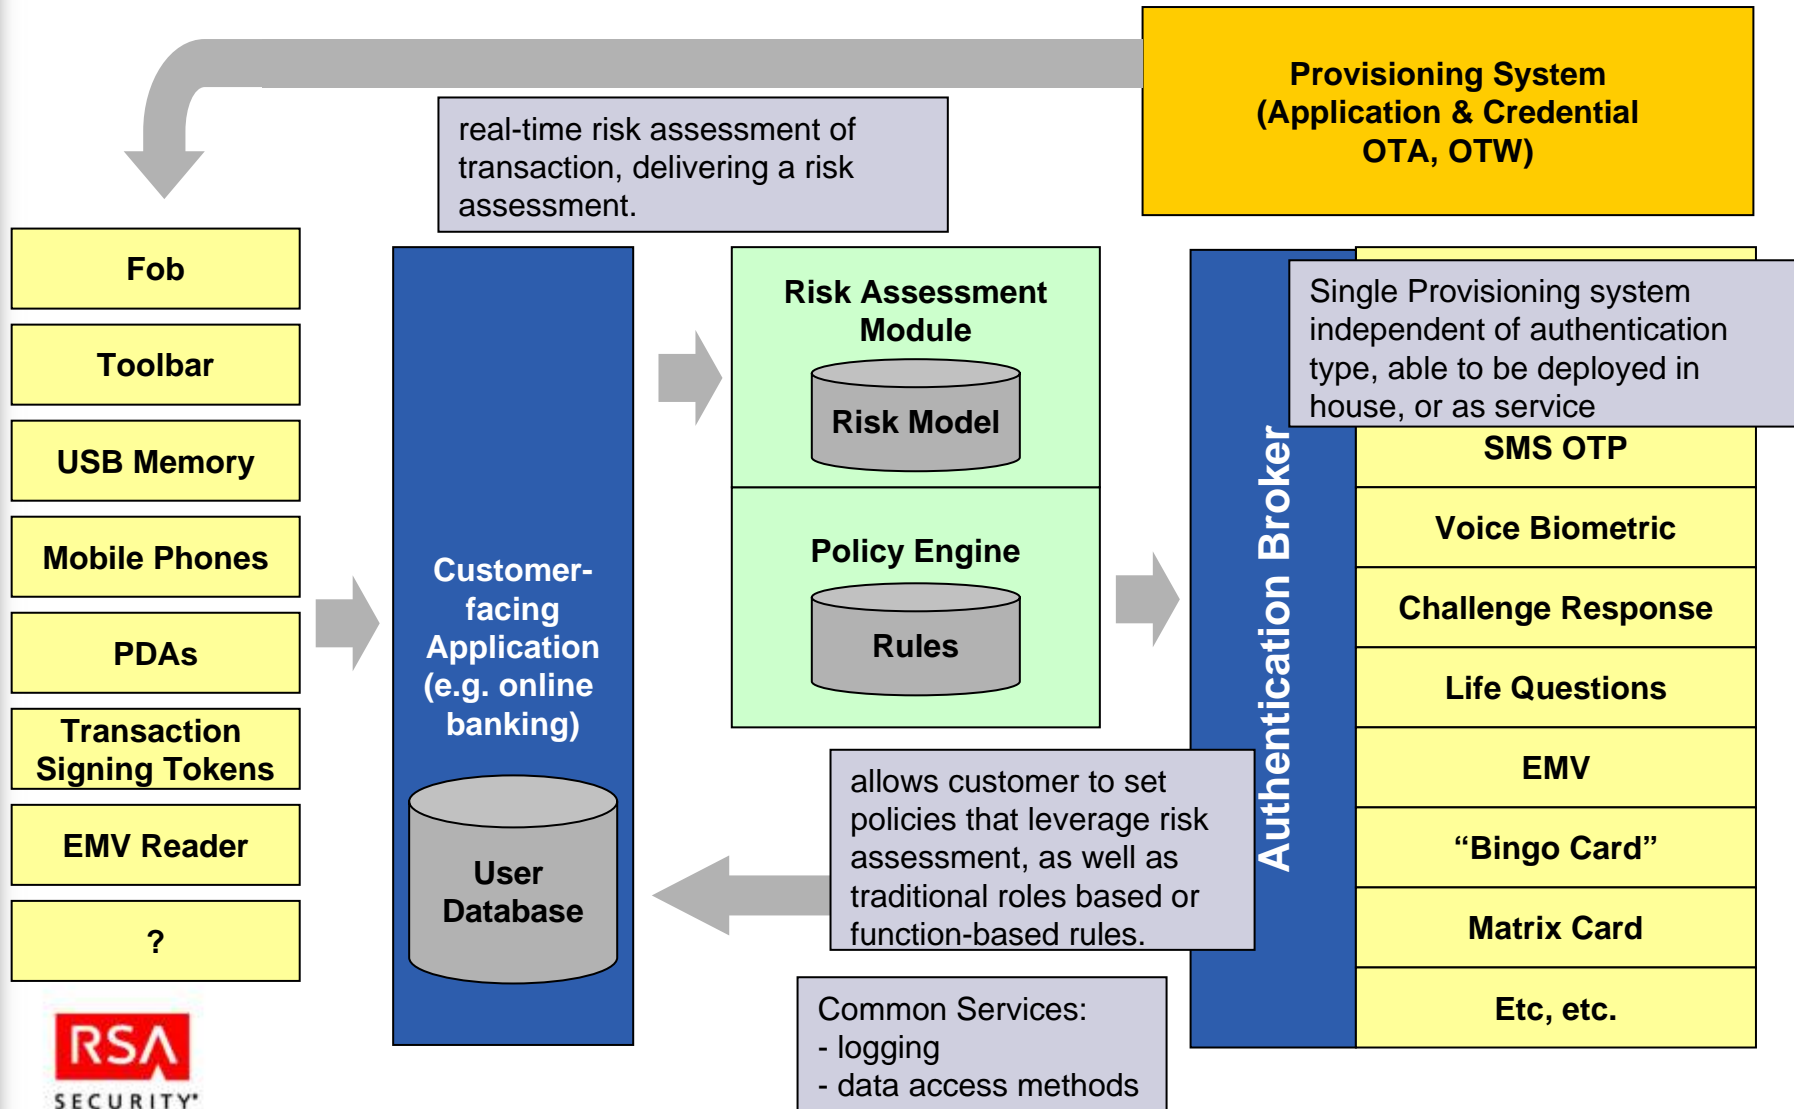 Provisioning System
(Application & Credential
OTA, OTW)
real-time risk assessment of
transaction, delivering a risk
assessment.
Fob
Toolbar
USB Memory
Mobile Phones
PDAs
Transaction
Signing Tokens
EMV Reader
?
Customer-
facing
Application
(e.g. online
banking)
User
Database
Risk Assessment
Module
Risk Model
Policy Engine
Rules
allows customer to set
policies that leverage risk
assessment, as well as
traditional roles based or
function-based rules.
Common Services:
- logging
- data access methods
Authentication Broker
Single Provisioning system
independent of authentication
type, able to be deployed in
house, or as service
SMS OTP
Voice Biometric
Challenge Response
Life Questions
EMV
“Bingo Card”
Matrix Card
Etc, etc.
RSA
SECURITY